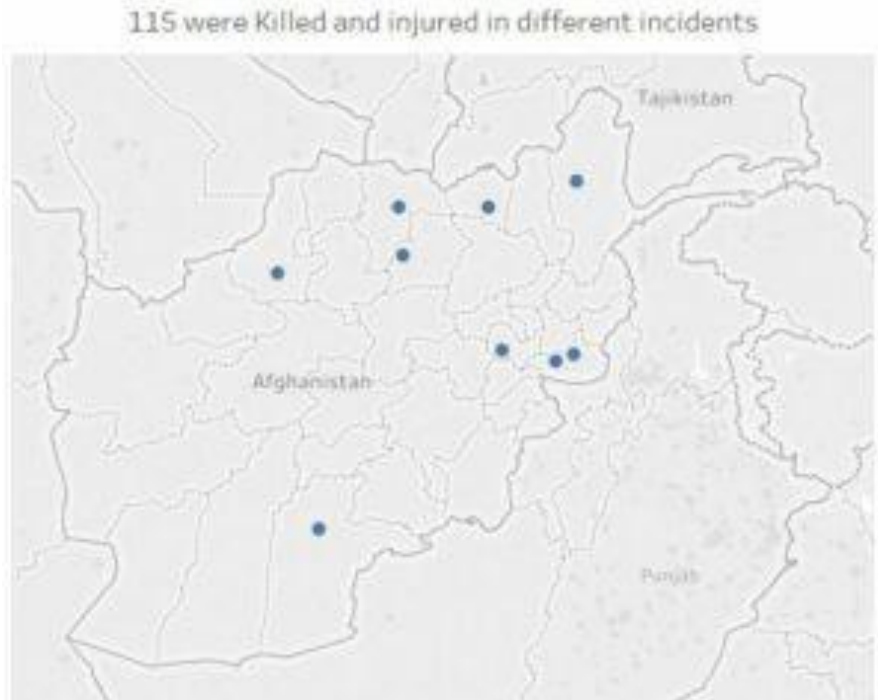 115 were Killed and injured in different incidents
Tajikistan
Afghanistan
Punjab